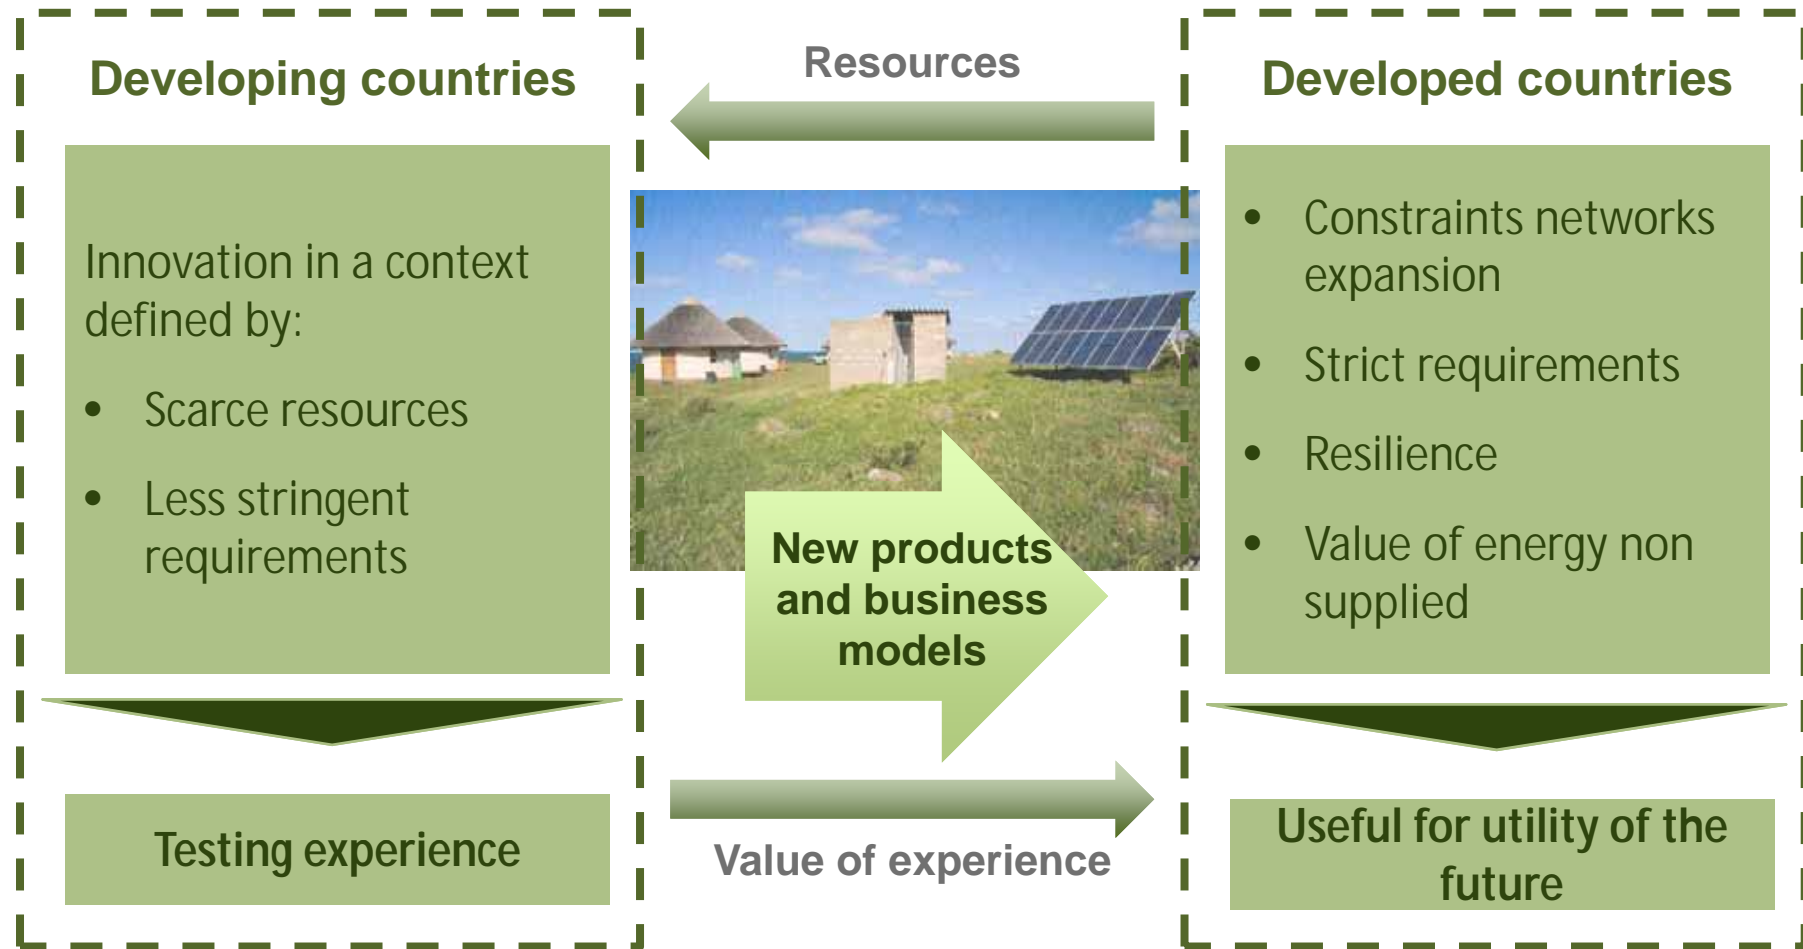 Developing countries
Innovation in a context
defined by:
• Scarce resources
• Less stringent
requirements
Testing experience
Resources
New products
and business
models
Value of experience
Developed countries
• Constraints networks
expansion
• Strict requirements
• Resilience
• Value of energy non
supplied
Useful for utility of the
future